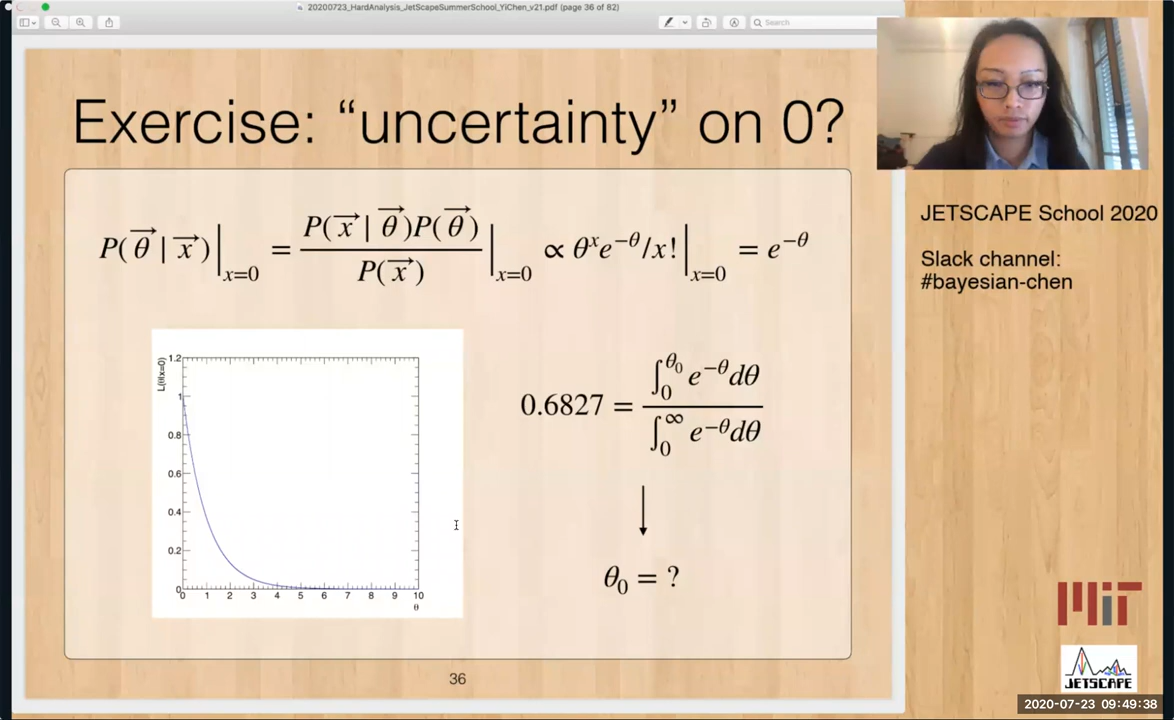 20200723_HardAnalysis_JetScapeSummerSchool_YiChen_v21.pdf (page 36 of 82)
Search
Exercise: “uncertainty” on 0?
P(θ⃗ | x⃗)|ₓ₌₀ = P(x⃗ | θ⃗)P(θ⃗) / P(x⃗) |ₓ₌₀ ∝ θˣe^{−θ}/x! |ₓ₌₀ = e^{−θ}
L(θ|x=0)
1.2
1
0.8
0.6
0.4
0.2
0
0 1 2 3 4 5 6 7 8 9 10
θ
0.6827 = ∫₀^{θ₀} e^{−θ}dθ / ∫₀^∞ e^{−θ}dθ
θ₀ = ?
36
JETSCAPE School 2020
Slack channel:
#bayesian-chen
MIT
JETSCAPE
2020-07-23 09:49:38